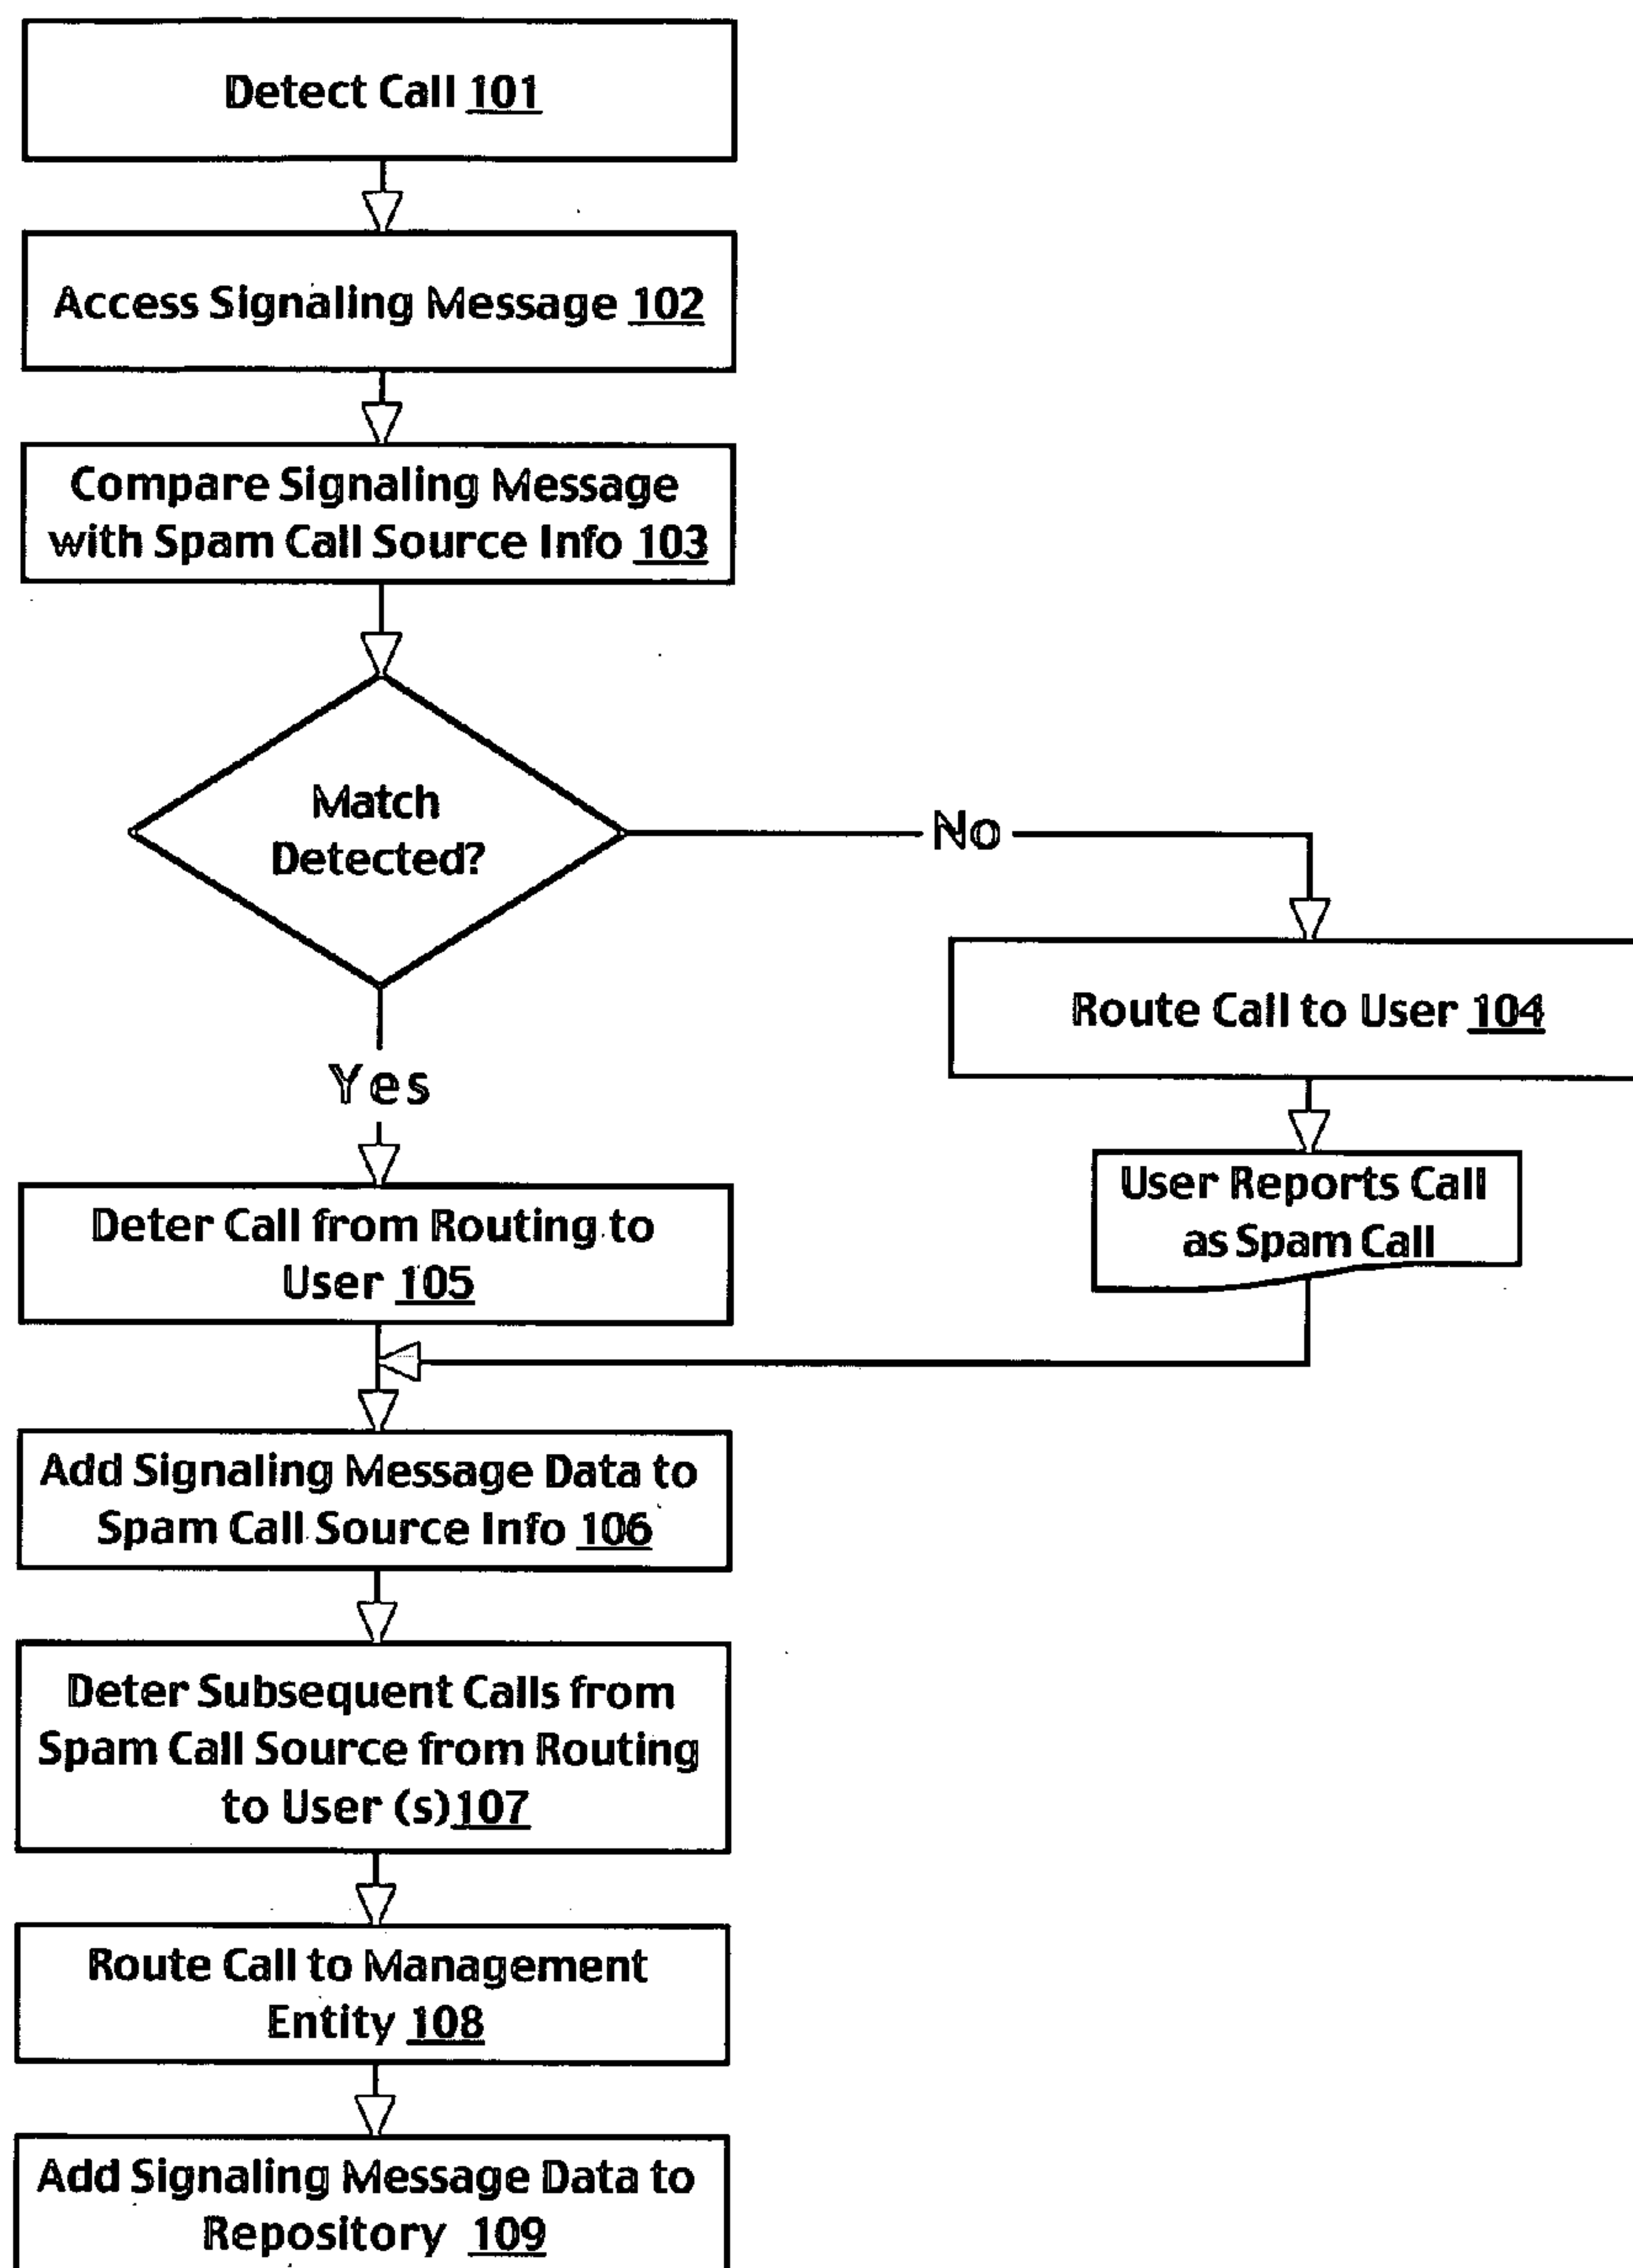 Detect Call 101
Access Signaling Message 102
Compare Signaling Message
with Spam Call Source Info 103
Match
Detected?
No
Route Call to User 104
Yes
User Reports Call
as Spam Call
Deter Call from Routing to
User 105
Add Signaling Message Data to
Spam Call Source Info 106
Deter Subsequent Calls from
Spam Call Source from Routing
to User (s)107
Route Call to Management
Entity 108
Add Signaling Message Data to
Repository 109